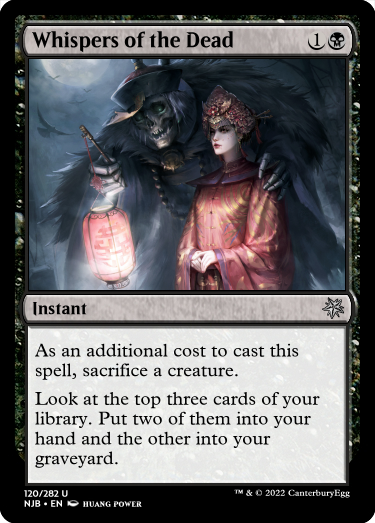 Whispers of the Dead 1
Instant
As an additional cost to cast this
spell, sacrifice a creature.
Look at the top three cards of your
library. Put two of them into your
hand and the other into your
graveyard.
120/282 U
NJB • EN HUANG POWER
™ & © 2022 CanterburyEgg